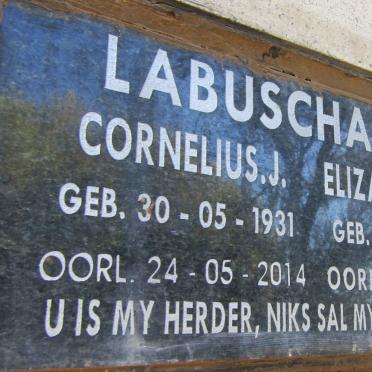 LABUSCHA
CORNELIUS.J. ELIZA
GEB. 30 - 05 - 1931 GEB.
OORL. 24 - 05 - 2014 OORL
U IS MY HERDER, NIKS SAL MY